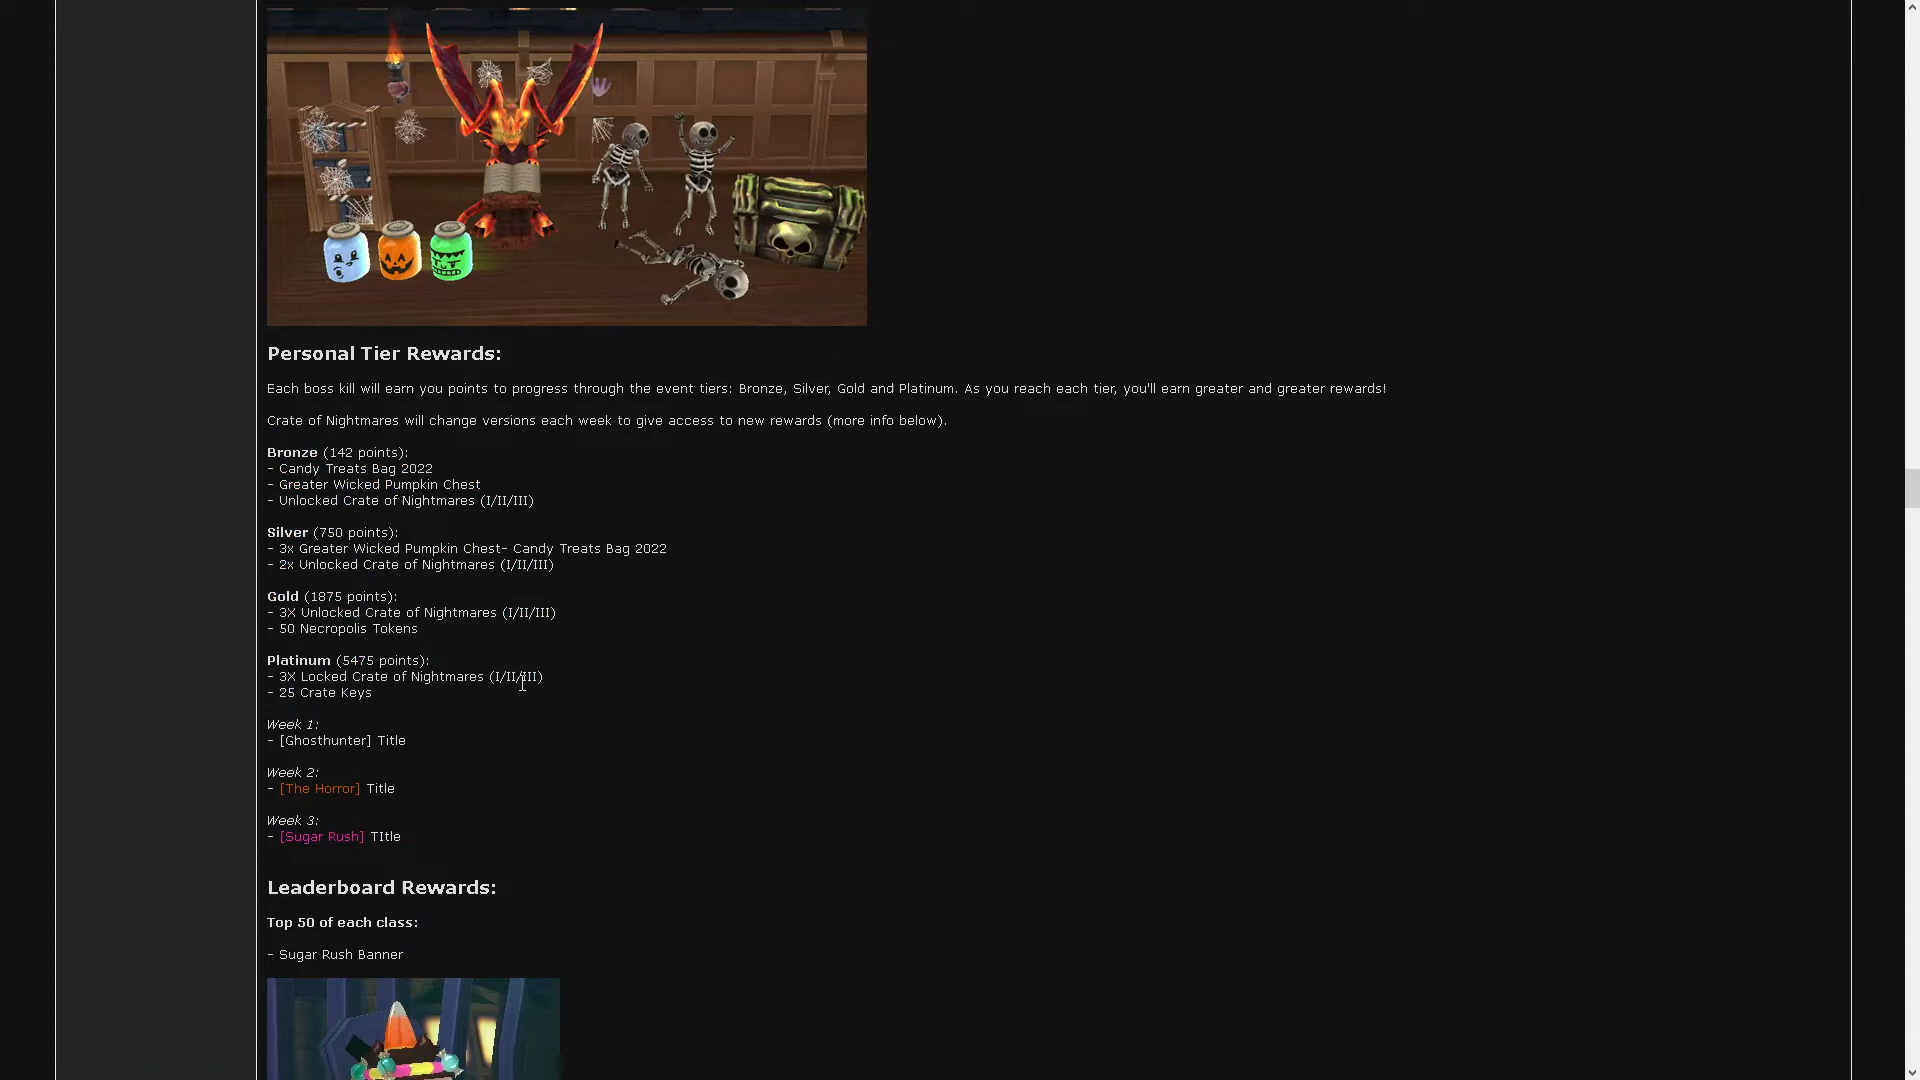 Personal Tier Rewards:
Each boss kill will earn you points to progress through the event tiers: Bronze, Silver, Gold and Platinum. As you reach each tier, you'll earn greater and greater rewards!
Crate of Nightmares will change versions each week to give access to new rewards (more info below).
Bronze (142 points):
- Candy Treats Bag 2022
- Greater Wicked Pumpkin Chest
- Unlocked Crate of Nightmares (I/II/III)
Silver (750 points):
- 3x Greater Wicked Pumpkin Chest- Candy Treats Bag 2022
- 2x Unlocked Crate of Nightmares (I/II/III)
Gold (1875 points):
- 3X Unlocked Crate of Nightmares (I/II/III)
- 50 Necropolis Tokens
Platinum (5475 points):
- 3X Locked Crate of Nightmares (I/II/III)
- 25 Crate Keys
Week 1:
- [Ghosthunter] Title
Week 2:
- [The Horror] Title
Week 3:
- [Sugar Rush] TItle
Leaderboard Rewards:
Top 50 of each class:
- Sugar Rush Banner